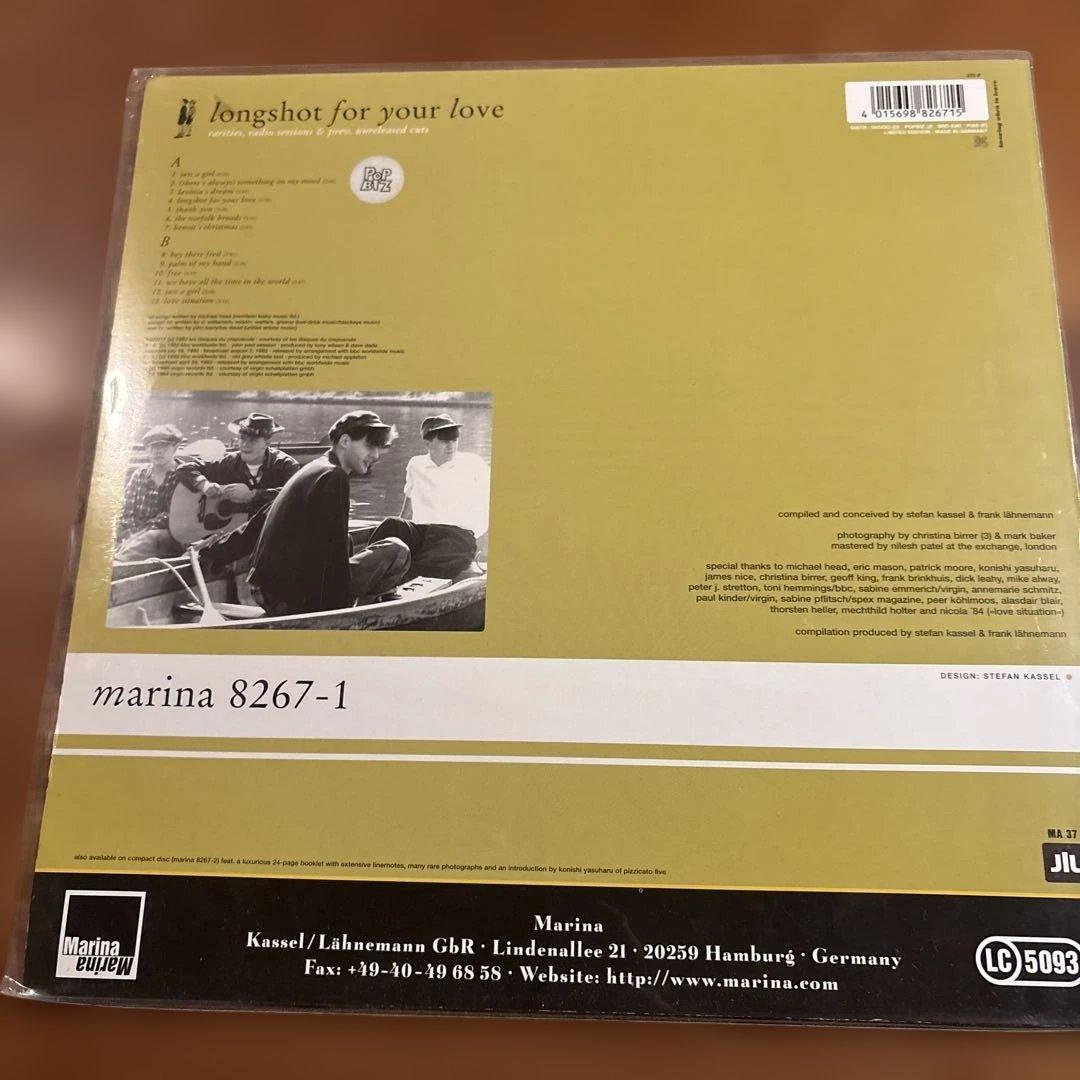 longshot for your love
rarities, radio sessions & prev. unreleased cuts
4 015698 826715
LIMITED EDITION · MADE IN GERMANY
A
1. just a girl
2. (there's always) something on my mind
3. lavinia's dream
4. longshot for your love
5. thank you
6. the norfolk broads
7. benoit's christmas
POP
BIZ
B
8. hey there fred
9. palm of my hand
10. free
11. we have all the time in the world
12. just a girl
13. love situation
compiled and conceived by stefan kassel & frank lähnemann
photography by christina birrer (3) & mark baker
mastered by nilesh patel at the exchange, london
special thanks to michael head, eric mason, patrick moore, konishi yasuharu,
james nice, christina birrer, geoff king, frank brinkhuis, dick leahy, mike alway,
peter j. stretton, toni hemmings/bbc, sabine emmerich/virgin, annemarie schmitz,
paul kinder/virgin, sabine pflitsch/spex magazine, peer köhlmoos, alasdair blair,
thorsten heller, mechthild holter and nicola ´84 (»love situation«)
compilation produced by stefan kassel & frank lähnemann
DESIGN: STEFAN KASSEL
marina 8267-1
MA 37
also available on compact disc (marina 8267-2) feat. a luxurious 24-page booklet with extensive linernotes, many rare photographs and an introduction by konishi yasuharu of pizzicato five
Marina
Marina
Marina
Kassel/Lähnemann GbR · Lindenallee 21 · 20259 Hamburg · Germany
Fax: +49-40-49 68 58 · Website: http://www.marina.com
LC 5093